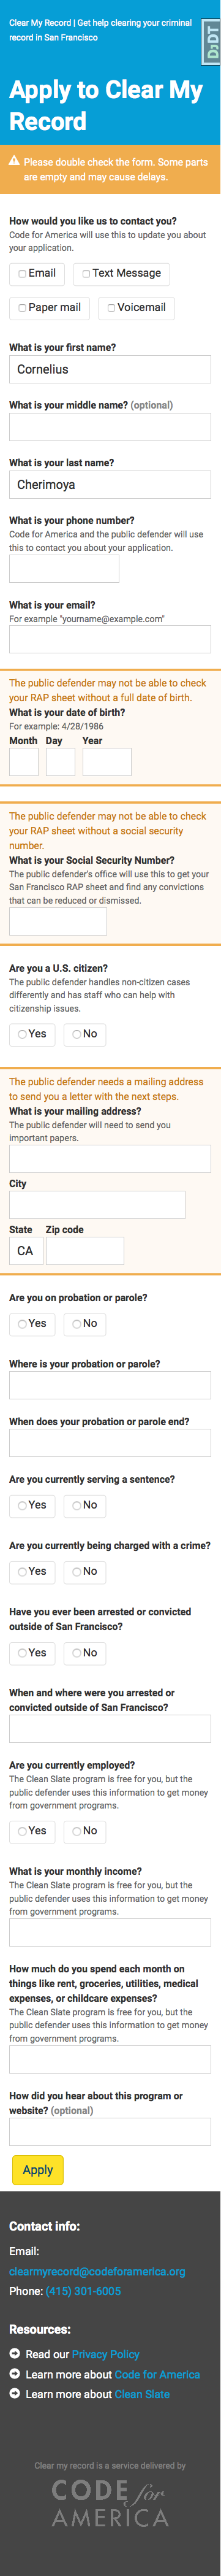 Clear My Record | Get help clearing your criminal
record in San Francisco
DJDT
Apply to Clear My
Record
Please double check the form. Some parts
are empty and may cause delays.
How would you like us to contact you?
Code for America will use this to update you about
your application.
Email
Text Message
Paper mail
Voicemail
What is your first name?
Cornelius
What is your middle name? (optional)
What is your last name?
Cherimoya
What is your phone number?
Code for America and the public defender will use
this to contact you about your application.
What is your email?
For example "yourname@example.com"
The public defender may not be able to check
your RAP sheet without a full date of birth.
What is your date of birth?
For example: 4/28/1986
Month Day Year
The public defender may not be able to check
your RAP sheet without a social security
number.
What is your Social Security Number?
The public defender's office will use this to get your
San Francisco RAP sheet and find any convictions
that can be reduced or dismissed.
Are you a U.S. citizen?
The public defender handles non-citizen cases
differently and has staff who can help with
citizenship issues.
Yes No
The public defender needs a mailing address
to send you a letter with the next steps.
What is your mailing address?
The public defender will need to send you
important papers.
City
State Zip code
CA
Are you on probation or parole?
Yes No
Where is your probation or parole?
When does your probation or parole end?
Are you currently serving a sentence?
Yes No
Are you currently being charged with a crime?
Yes No
Have you ever been arrested or convicted
outside of San Francisco?
Yes No
When and where were you arrested or
convicted outside of San Francisco?
Are you currently employed?
The Clean Slate program is free for you, but the
public defender uses this information to get money
from government programs.
Yes No
What is your monthly income?
The Clean Slate program is free for you, but the
public defender uses this information to get money
from government programs.
How much do you spend each month on
things like rent, groceries, utilities, medical
expenses, or childcare expenses?
The Clean Slate program is free for you, but the
public defender uses this information to get money
from government programs.
How did you hear about this program or
website? (optional)
Apply
Contact info:
Email:
clearmyrecord@codeforamerica.org
Phone: (415) 301-6005
Resources:
Read our Privacy Policy
Learn more about Code for America
Learn more about Clean Slate
Clear my record is a service delivered by
CODE for
AMERICA